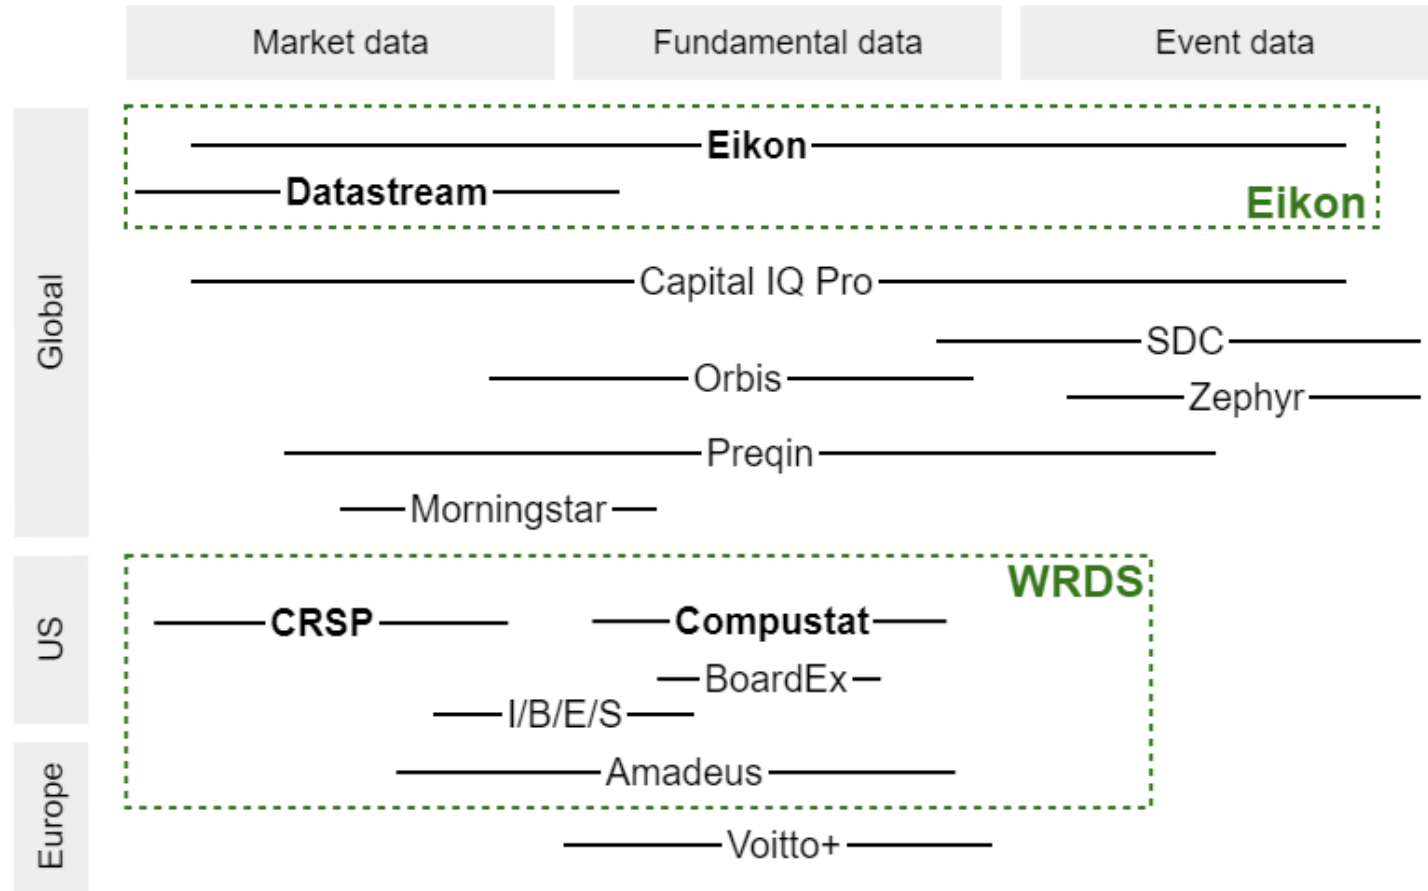 Market data
Fundamental data
Event data
Global
Eikon
Datastream
Eikon
Capital IQ Pro
SDC
Orbis
Zephyr
Preqin
Morningstar
US
WRDS
CRSP
Compustat
BoardEx
I/B/E/S
Europe
Amadeus
Voitto+